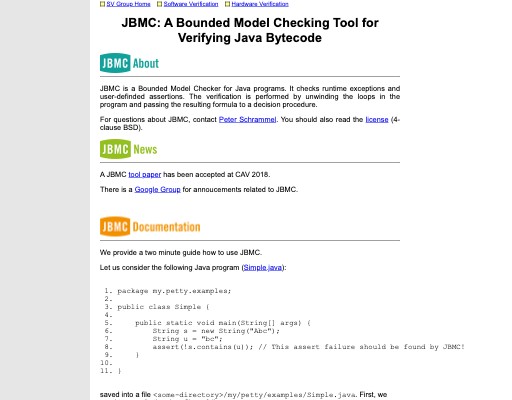 SV Group Home Software Verification Hardware Verification
JBMC: A Bounded Model Checking Tool for
Verifying Java Bytecode
JBMC About
JBMC is a Bounded Model Checker for Java programs. It checks runtime exceptions and
user-definded assertions. The verification is performed by unwinding the loops in the
program and passing the resulting formula to a decision procedure.
For questions about JBMC, contact Peter Schrammel. You should also read the license (4-
clause BSD).
JBMC News
A JBMC tool paper has been accepted at CAV 2018.
There is a Google Group for annoucements related to JBMC.
JBMC Documentation
We provide a two minute guide how to use JBMC.
Let us consider the following Java program (Simple.java):
1. package my.petty.examples;
2.
3. public class Simple {
4.
5.     public static void main(String[] args) {
6.         String s = new String("Abc");
7.         String u = "bc";
8.         assert(!s.contains(u)); // This assert failure should be found by JBMC!
9.     }
10.
11. }
saved into a file <some-directory>/my/petty/examples/Simple.java. First, we